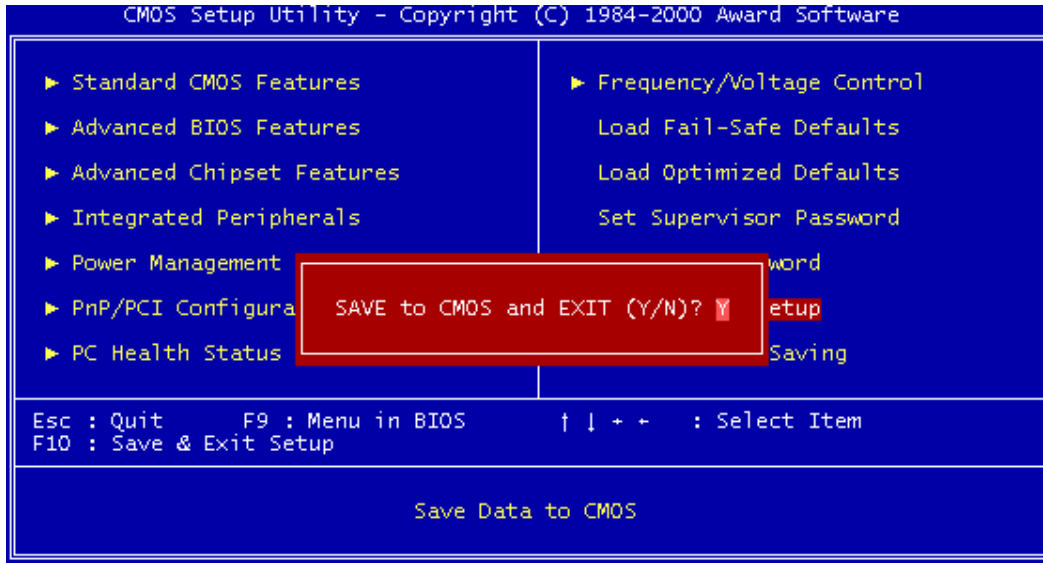 CMOS Setup Utility - Copyright (C) 1984-2000 Award Software
► Standard CMOS Features
► Advanced BIOS Features
► Advanced Chipset Features
► Integrated Peripherals
► Power Management
► PnP/PCI Configura
► PC Health Status
► Frequency/Voltage Control
Load Fail-Safe Defaults
Load Optimized Defaults
Set Supervisor Password
word
etup
Saving
SAVE to CMOS and EXIT (Y/N)? Y
Esc : Quit F9 : Menu in BIOS ↑ ↓ + ← : Select Item
F10 : Save & Exit Setup
Save Data to CMOS